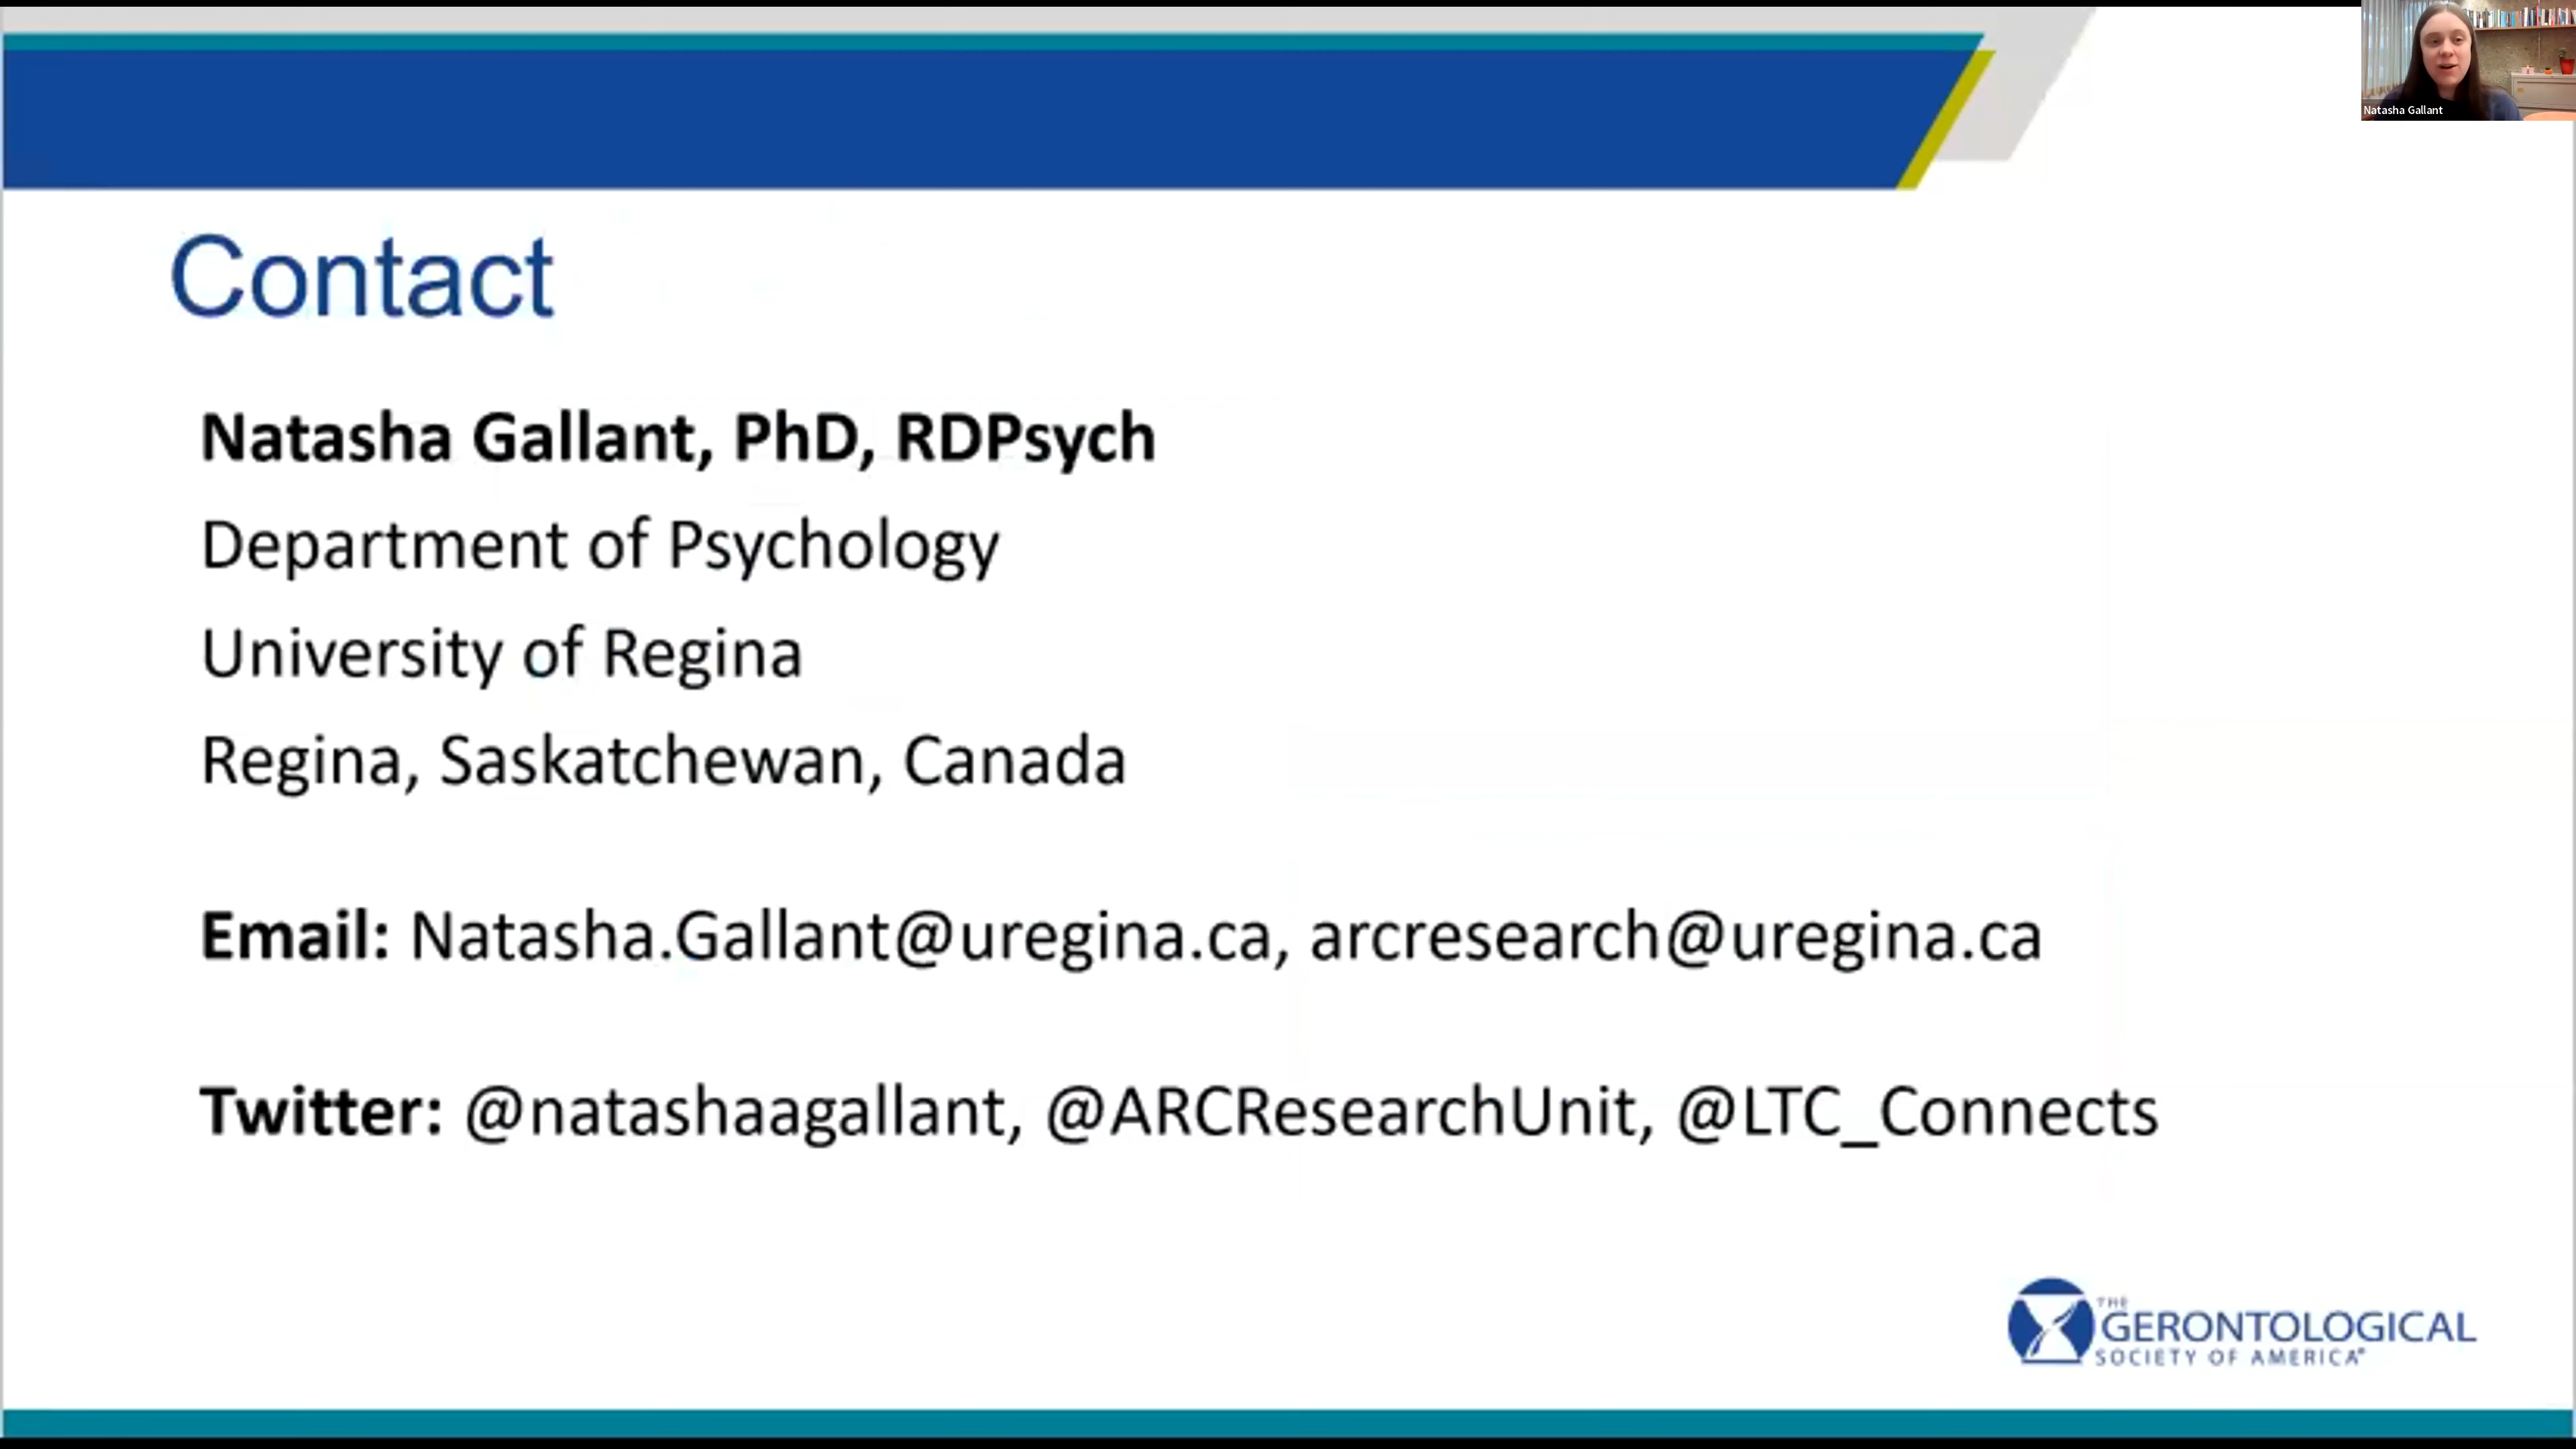 Natasha Gallant
Contact
Natasha Gallant, PhD, RDPsych
Department of Psychology
University of Regina
Regina, Saskatchewan, Canada
Email: Natasha.Gallant@uregina.ca, arcresearch@uregina.ca
Twitter: @natashaagallant, @ARCResearchUnit, @LTC_Connects
THE
GERONTOLOGICAL
SOCIETY OF AMERICA®